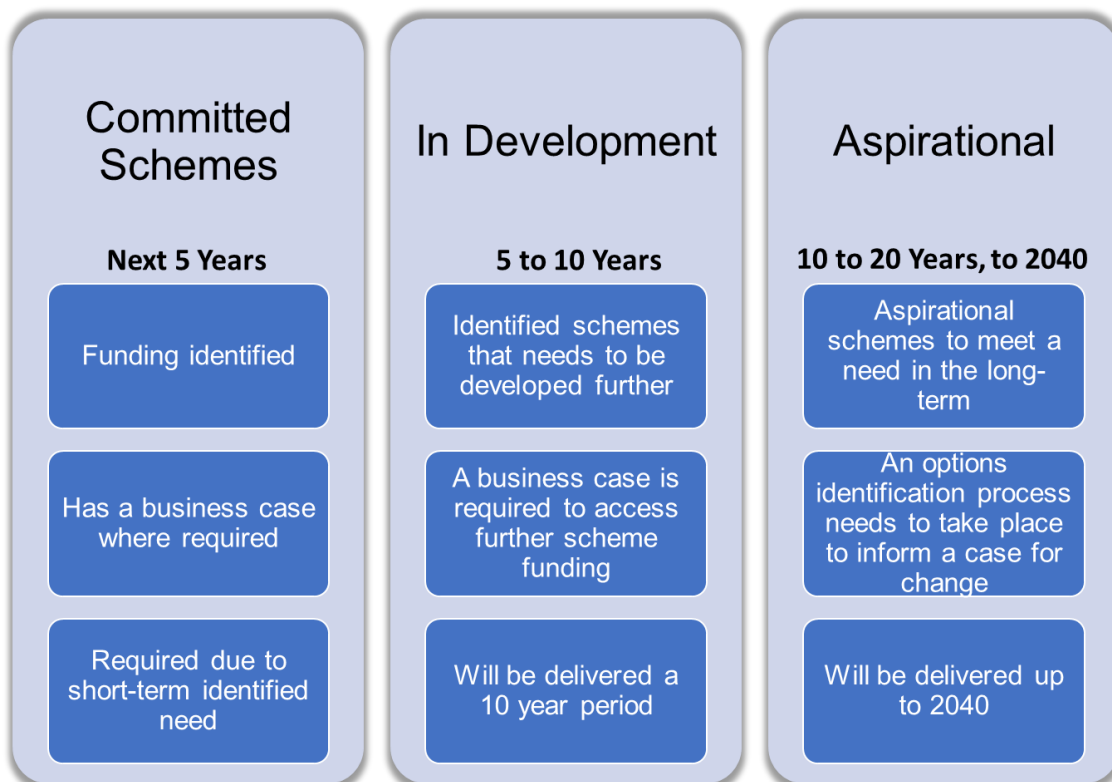 Committed
Schemes
Next 5 Years
Funding identified
Has a business case
where required
Required due to
short-term identified
need
In Development
5 to 10 Years
Identified schemes
that needs to be
developed further
A business case is
required to access
further scheme
funding
Will be delivered a
10 year period
Aspirational
10 to 20 Years, to 2040
Aspirational
schemes to meet a
need in the long-
term
An options
identification process
needs to take place
to inform a case for
change
Will be delivered up
to 2040